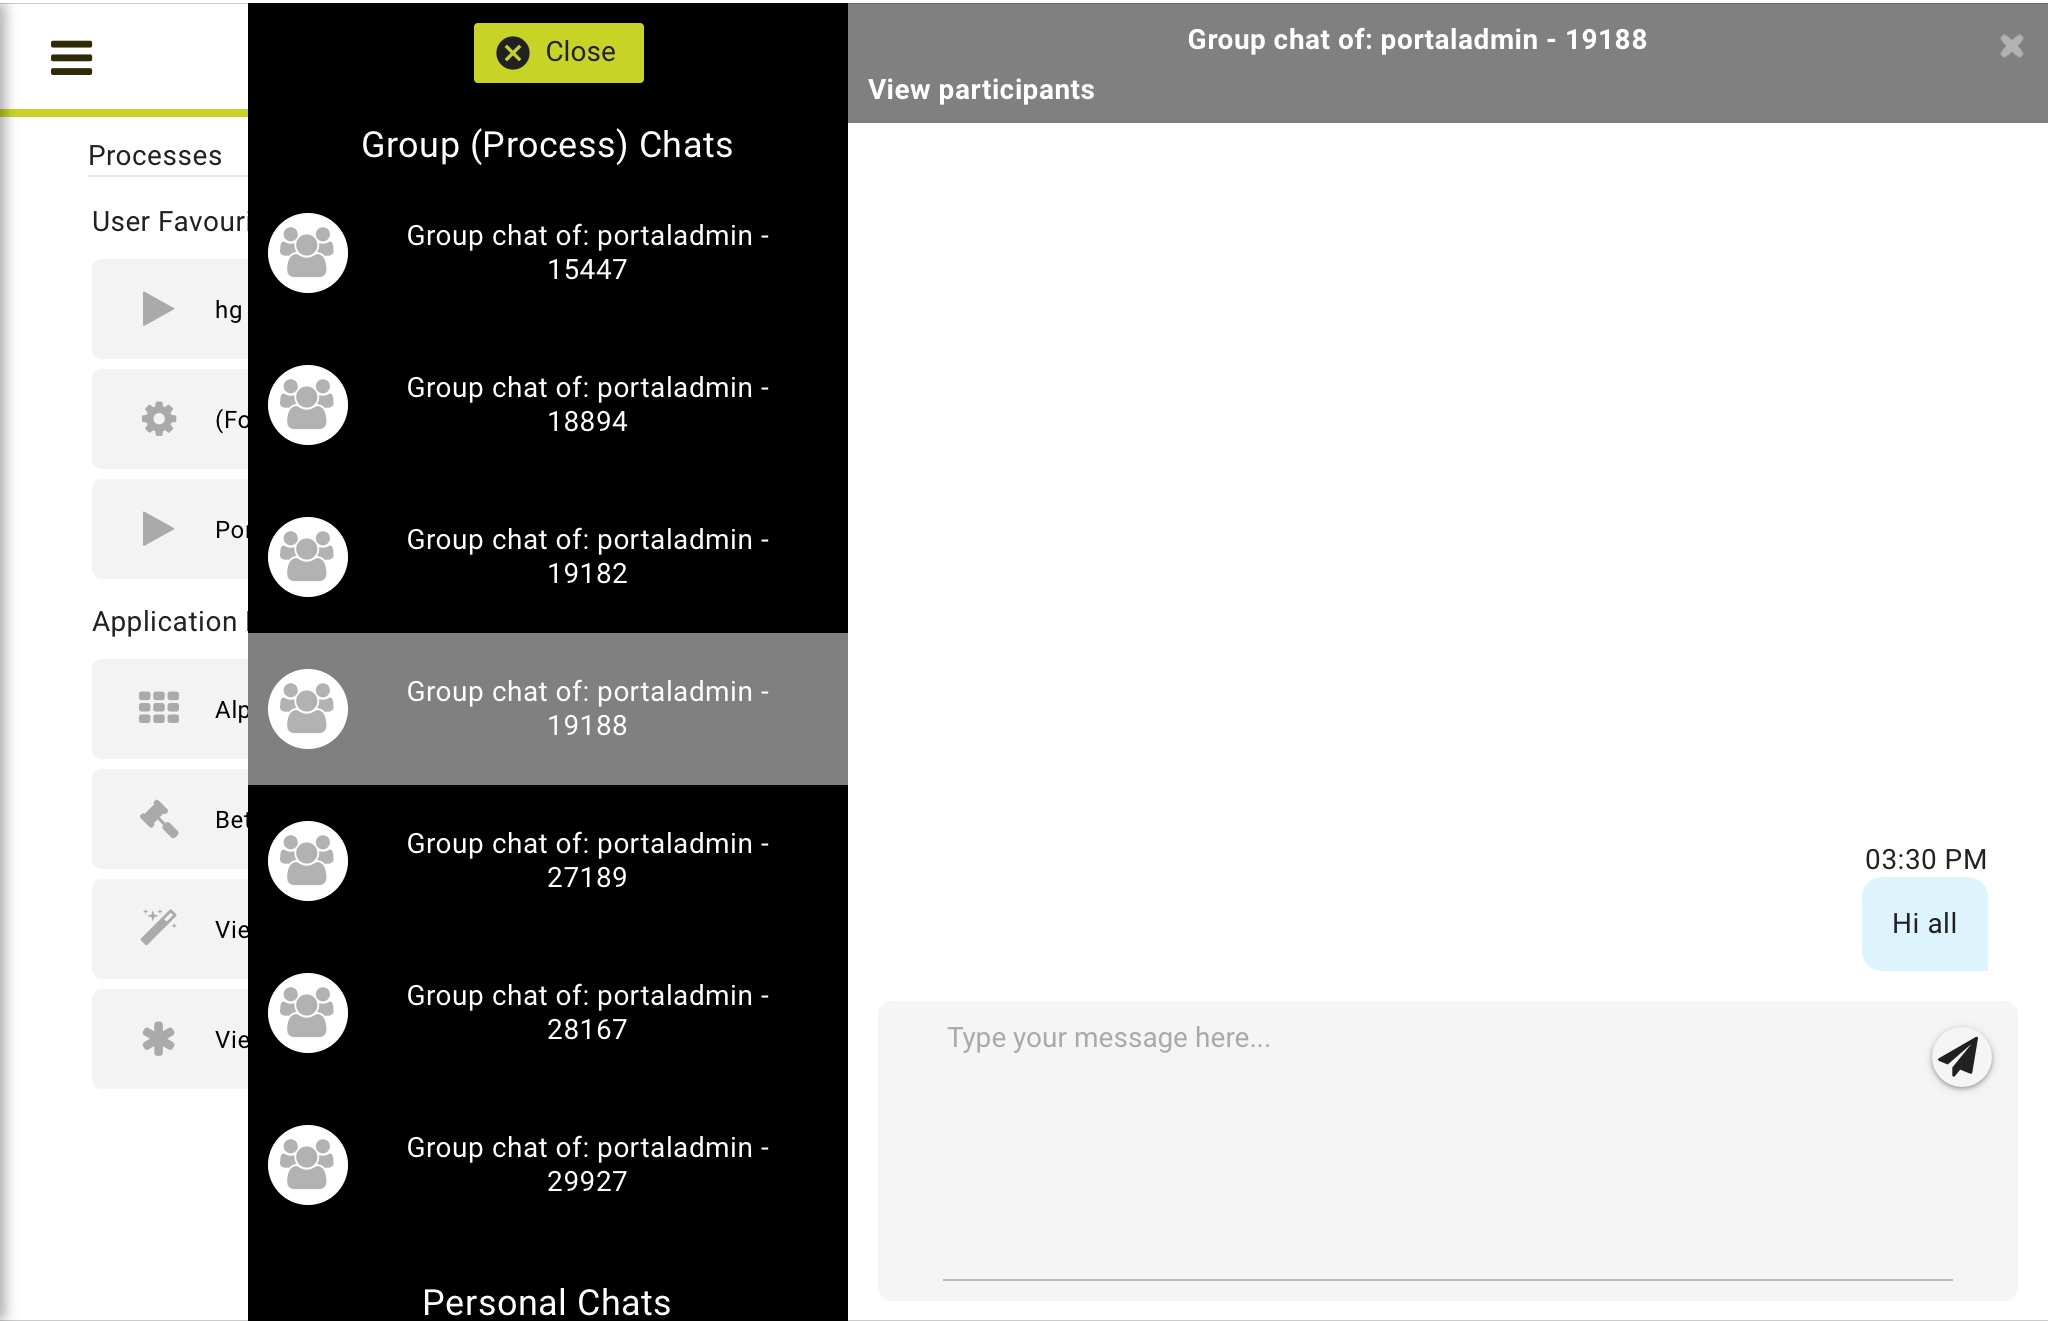 Processes
User Favouri
hg
(Fo
Por
Application
Alp
Bet
Vie
Vie
Close
Group (Process) Chats
Group chat of: portaladmin -
15447
Group chat of: portaladmin -
18894
Group chat of: portaladmin -
19182
Group chat of: portaladmin -
19188
Group chat of: portaladmin -
27189
Group chat of: portaladmin -
28167
Group chat of: portaladmin -
29927
Personal Chats
Group chat of: portaladmin - 19188
View participants
03:30 PM
Hi all
Type your message here...